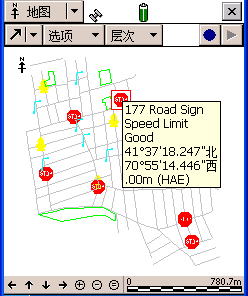 地图
选项 层次
177 Road Sign
Speed Limit
Good
41°37'18.247"北
70°55'14.446"西
.00m (HAE)
780.7m